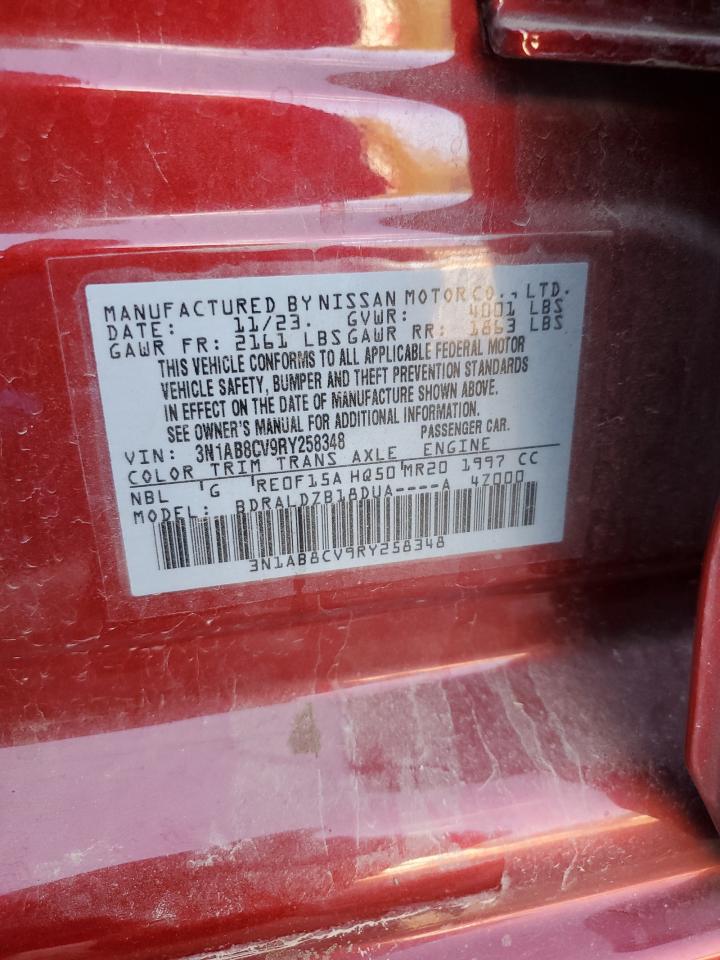 MANUFACTURED BY NISSAN MOTOR CO., LTD.
DATE: 11/23. GVWR: 4001 LBS
GAWR FR: 2161 LBS GAWR RR: 1863 LBS
THIS VEHICLE CONFORMS TO ALL APPLICABLE FEDERAL MOTOR
VEHICLE SAFETY, BUMPER AND THEFT PREVENTION STANDARDS
IN EFFECT ON THE DATE OF MANUFACTURE SHOWN ABOVE.
SEE OWNER'S MANUAL FOR ADDITIONAL INFORMATION.
VIN: 3N1AB8CV9RY258348 PASSENGER CAR.
COLOR TRIM TRANS AXLE ENGINE
NBL G RE0F15A HQ50 MR20 1997 CC
MODEL: BDRALDZB18DUA----A 4Z000
3N1AB8CV9RY258348